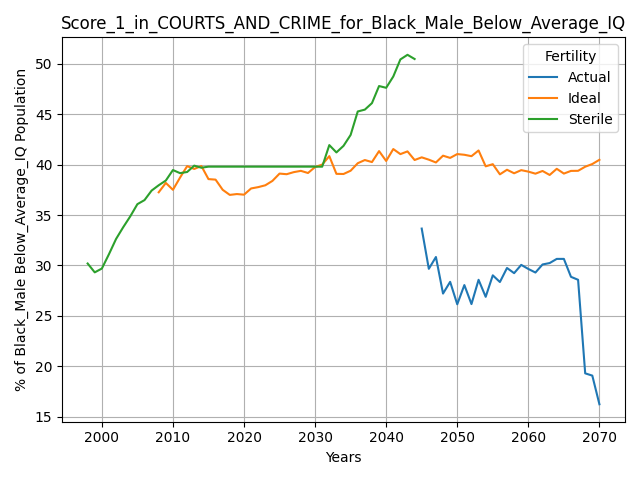 Score_1_in_COURTS_AND_CRIME_for_Black_Male_Below_Average_IQ
% of Black_Male Below_Average_IQ Population
50
45
40
35
30
25
20
15
Fertility
Actual
Ideal
Sterile
2000 2010 2020 2030 2040 2050 2060 2070
Years